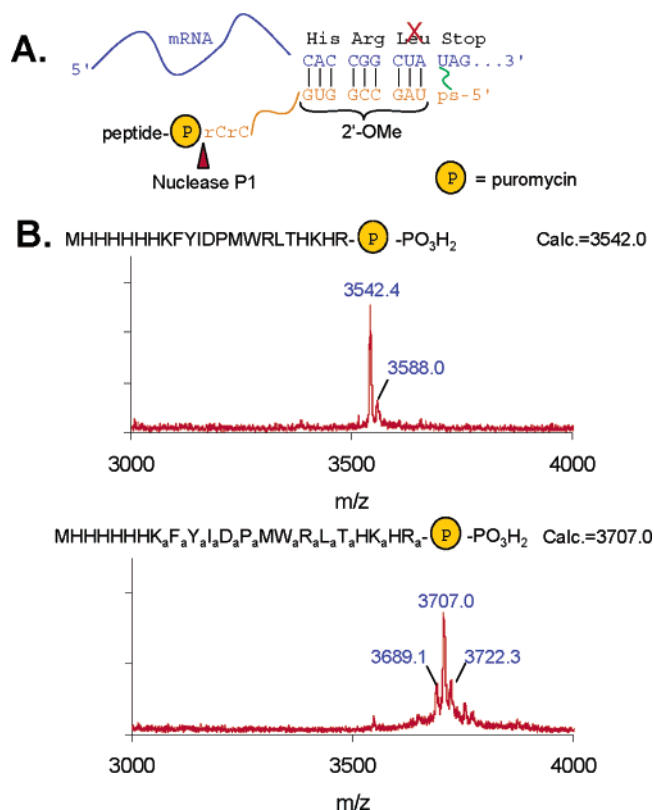 A.
mRNA
His Arg Leu Stop
5' CAC CGG CUA UAG...3'
GUG GCC GAU ps-5'
peptide- P rCrC
2'-OMe
Nuclease P1
P = puromycin
B.
MHHHHHHKFYIDPMWRLTHKHR- P -PO3H2 Calc.=3542.0
3542.4
3588.0
3000 3500 4000
m/z
MHHHHHHKaFaYaIaDaPaMWaRaLaTaHKaHRa- P -PO3H2 Calc.=3707.0
3707.0
3689.1 3722.3
3000 3500 4000
m/z